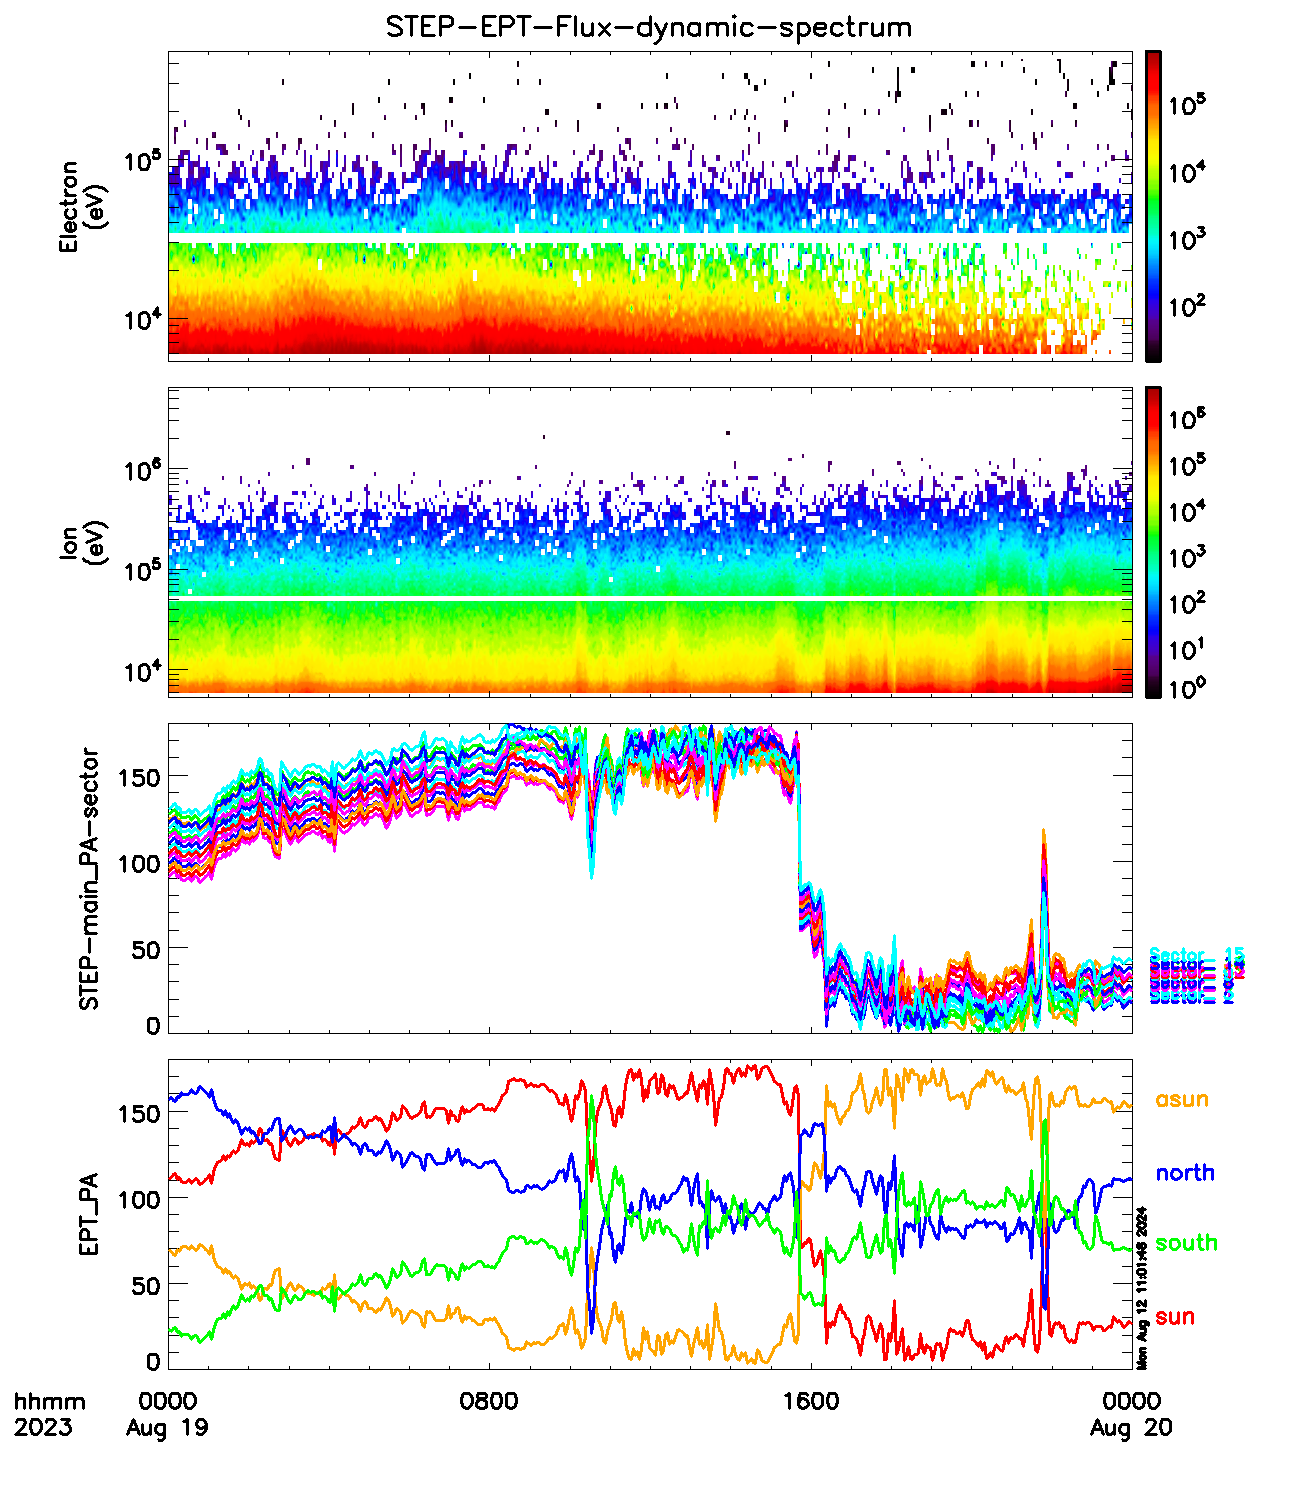 STEP-EPT-Flux-dynamic-spectrum
Electron
(eV)
10^5
10^4
10^5
10^4
10^3
10^2
Ion
(eV)
10^6
10^5
10^4
10^6
10^5
10^4
10^3
10^2
10^1
10^0
STEP-main_PA-sector
150
100
50
0
Sector_ 15
EPT_PA
150
100
50
0
asun
north
south
sun
Mon Aug 12 11:01:46 2024
hhmm
2023
0000
Aug 19
0800
1600
0000
Aug 20